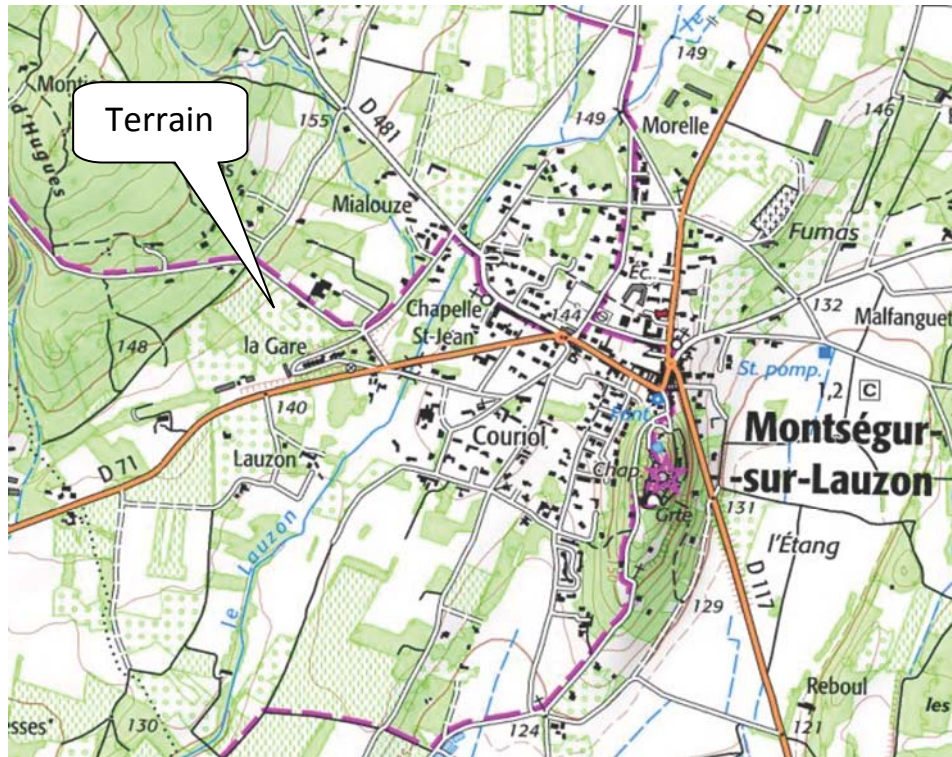 151
149
D 481
Monti
Terrain
155
149
Morelle
146
d'Hugues
Mialouze
Fumas
Éc.
132
Chapelle
St-Jean
144
Malfanguet
148
la Gare
St. pomp.
1,2 C
Font
140
Couriol
Montségur-
-sur-Lauzon
D 71
Lauzon
Chap.
Grte
131
l'Étang
le Lauzon
D 117
129
Reboul
les
esses
130
124
121